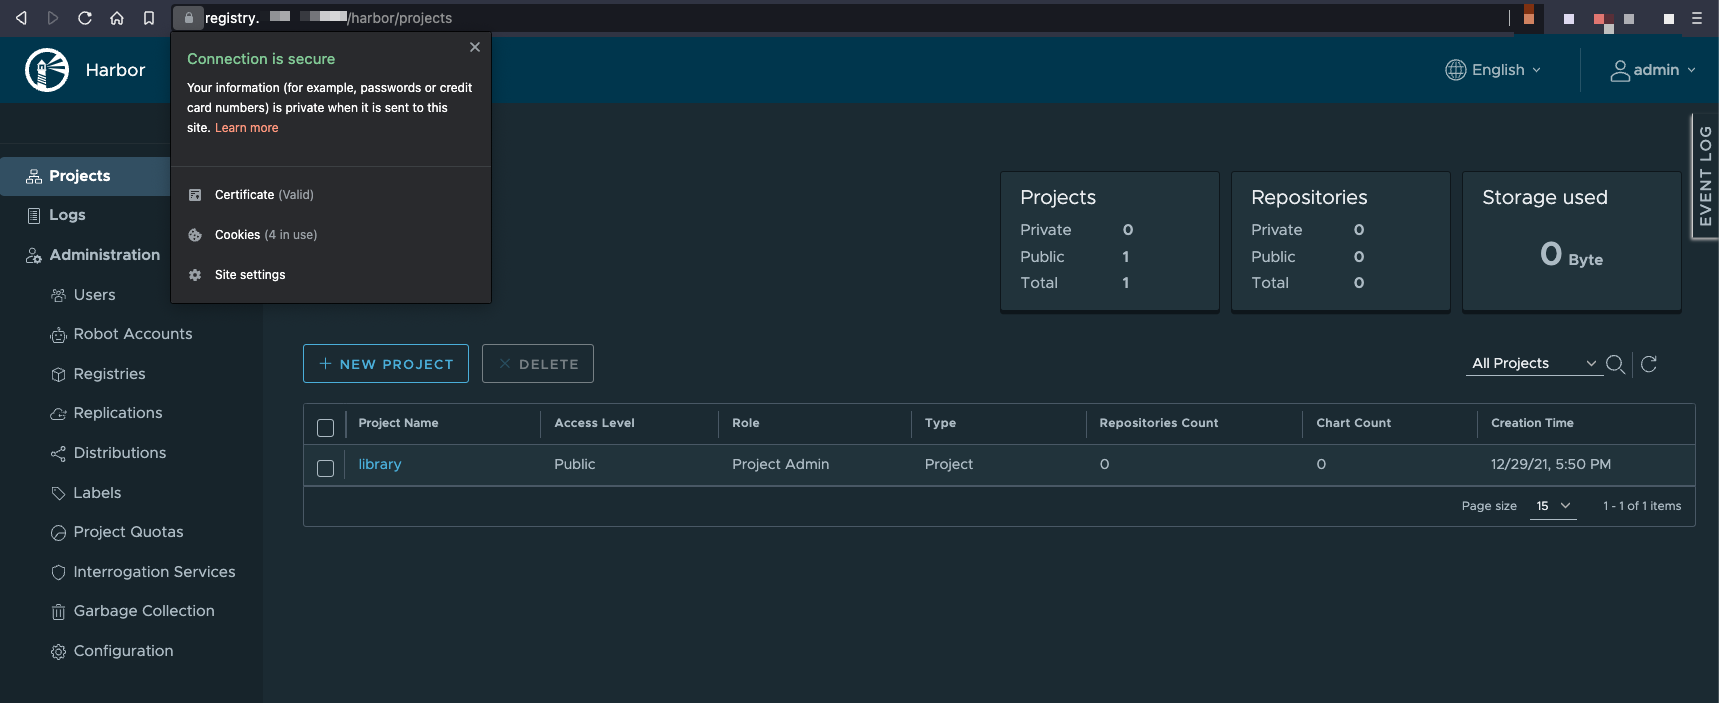 registry. /harbor/projects
Harbor
English
admin
Connection is secure
Your information (for example, passwords or credit
card numbers) is private when it is sent to this
site. Learn more
Certificate (Valid)
Cookies (4 in use)
Site settings
EVENT LOG
Projects
Logs
Administration
Users
Robot Accounts
Registries
Replications
Distributions
Labels
Project Quotas
Interrogation Services
Garbage Collection
Configuration
Projects
Private 0
Public 1
Total 1
Repositories
Private 0
Public 0
Total 0
Storage used
0 Byte
+ NEW PROJECT
× DELETE
All Projects
Project Name Access Level Role Type Repositories Count Chart Count Creation Time
library Public Project Admin Project 0 0 12/29/21, 5:50 PM
Page size 15 1 - 1 of 1 items